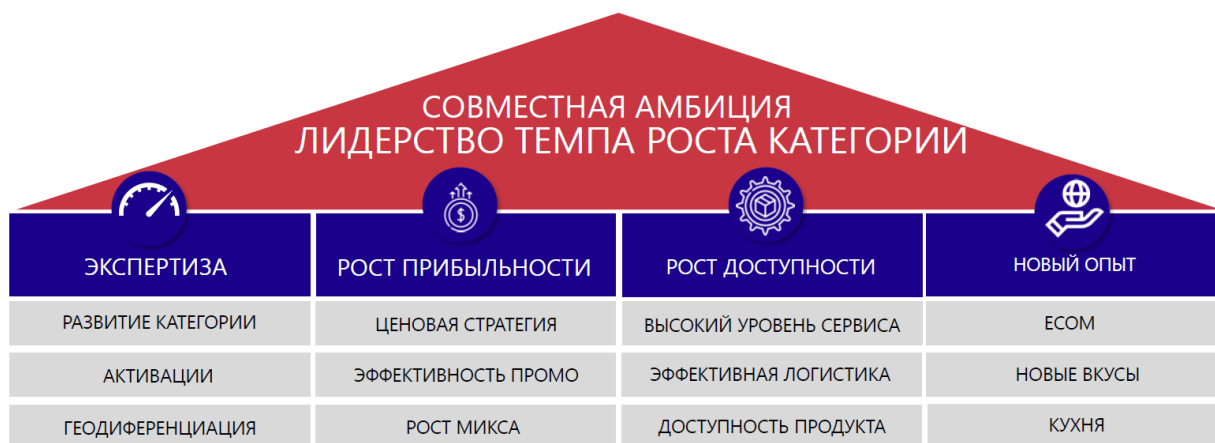 СОВМЕСТНАЯ АМБИЦИЯ
ЛИДЕРСТВО ТЕМПА РОСТА КАТЕГОРИИ
$
ЭКСПЕРТИЗА
РОСТ ПРИБЫЛЬНОСТИ
РОСТ ДОСТУПНОСТИ
НОВЫЙ ОПЫТ
РАЗВИТИЕ КАТЕГОРИИ
ЦЕНОВАЯ СТРАТЕГИЯ
ВЫСОКИЙ УРОВЕНЬ СЕРВИСА
ECOM
АКТИВАЦИИ
ЭФФЕКТИВНОСТЬ ПРОМО
ЭФФЕКТИВНАЯ ЛОГИСТИКА
НОВЫЕ ВКУСЫ
ГЕОДИФЕРЕНЦИАЦИЯ
РОСТ МИКСА
ДОСТУПНОСТЬ ПРОДУКТА
КУХНЯ